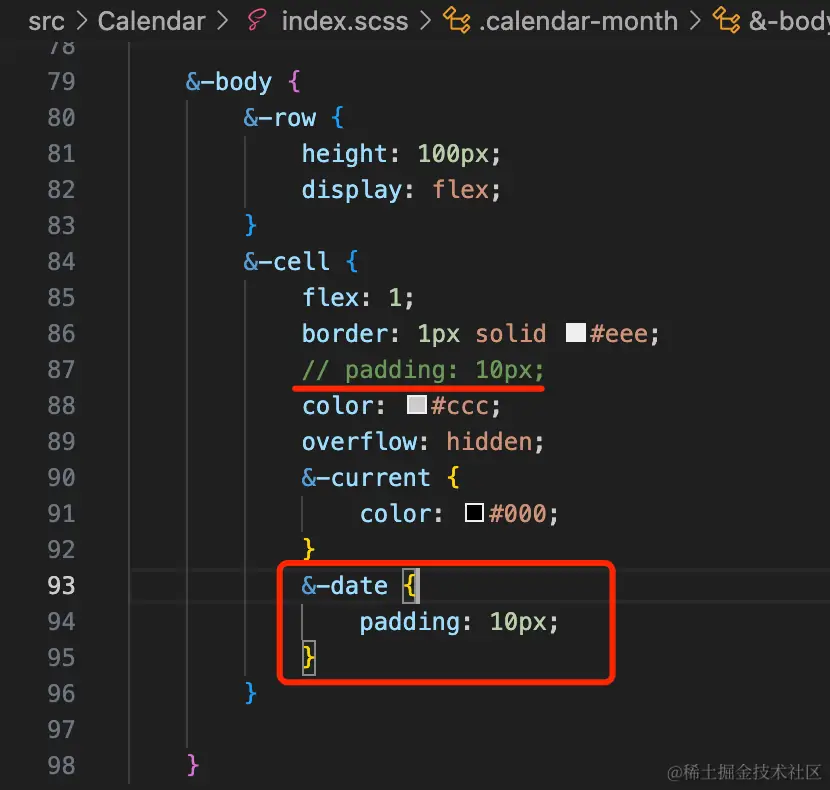 src > Calendar > index.scss > .calendar-month > &-body
78
79 &-body {
80 &-row {
81 height: 100px;
82 display: flex;
83 }
84 &-cell {
85 flex: 1;
86 border: 1px solid #eee;
87 // padding: 10px;
88 color: #ccc;
89 overflow: hidden;
90 &-current {
91 color: #000;
92 }
93 &-date {
94 padding: 10px;
95 }
96 }
97
98 }
@稀土掘金技术社区